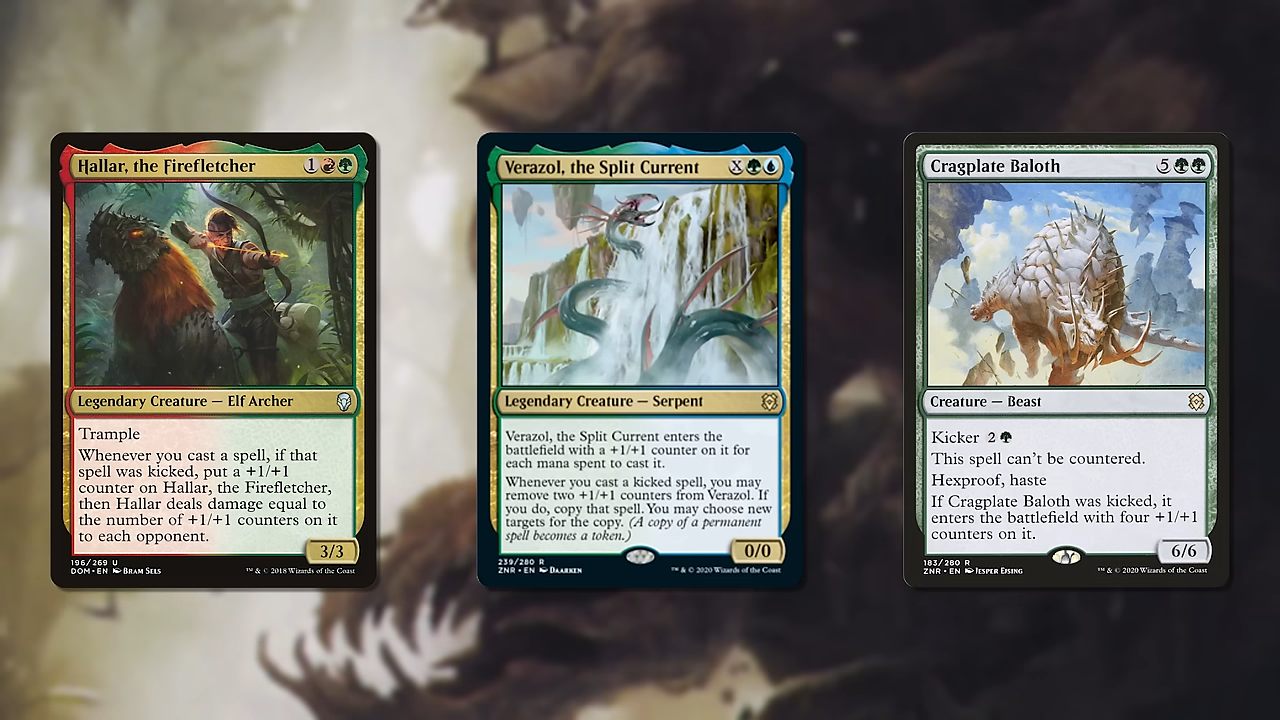 Hallar, the Firefletcher 1
Legendary Creature — Elf Archer
Trample
Whenever you cast a spell, if that
spell was kicked, put a +1/+1
counter on Hallar, the Firefletcher,
then Hallar deals damage equal to
the number of +1/+1 counters on it
to each opponent.
3/3
196/269 U
DOM • EN Bram Sels
™ & © 2018 Wizards of the Coast
Verazol, the Split Current X
Legendary Creature — Serpent
Verazol, the Split Current enters the
battlefield with a +1/+1 counter on it for
each mana spent to cast it.
Whenever you cast a kicked spell, you may
remove two +1/+1 counters from Verazol. If
you do, copy that spell. You may choose new
targets for the copy. (A copy of a permanent
spell becomes a token.)
0/0
239/280 R
ZNR • EN Daarken
™ & © 2020 Wizards of the Coast
Cragplate Baloth 5
Creature — Beast
Kicker 2
This spell can't be countered.
Hexproof, haste
If Cragplate Baloth was kicked, it
enters the battlefield with four +1/+1
counters on it.
6/6
183/280 R
ZNR • EN Jesper Ejsing
™ & © 2020 Wizards of the Coast